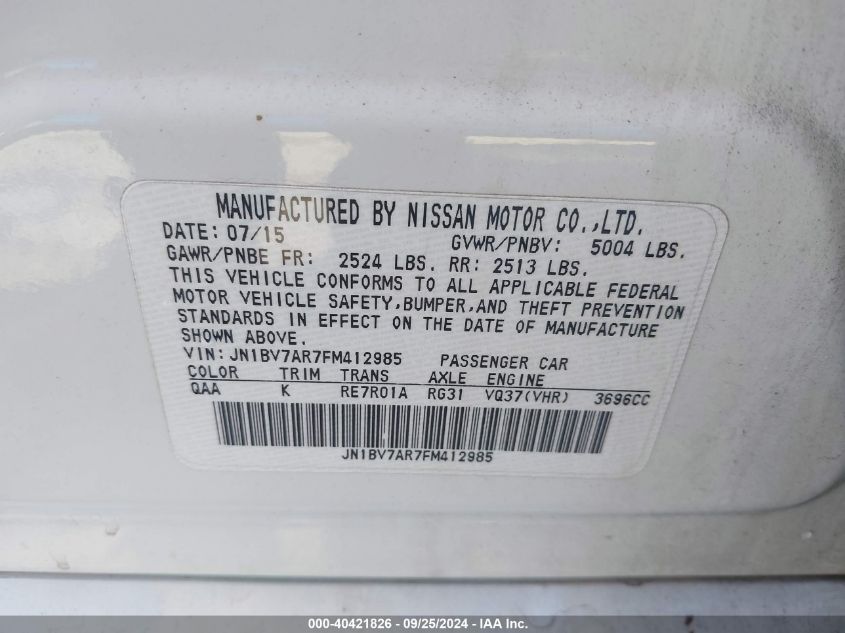 MANUFACTURED BY NISSAN MOTOR CO.,LTD.
DATE: 07/15 GVWR/PNBV: 5004 LBS.
GAWR/PNBE FR: 2524 LBS. RR: 2513 LBS.
THIS VEHICLE CONFORMS TO ALL APPLICABLE FEDERAL
MOTOR VEHICLE SAFETY,BUMPER,AND THEFT PREVENTION
STANDARDS IN EFFECT ON THE DATE OF MANUFACTURE
SHOWN ABOVE.
VIN:JN1BV7AR7FM412985 PASSENGER CAR
COLOR TRIM TRANS AXLE ENGINE
QAA K RE7R01A RG31 VQ37(VHR) 3696CC
JN1BV7AR7FM412985
000-40421826 - 09/25/2024 - IAA Inc.